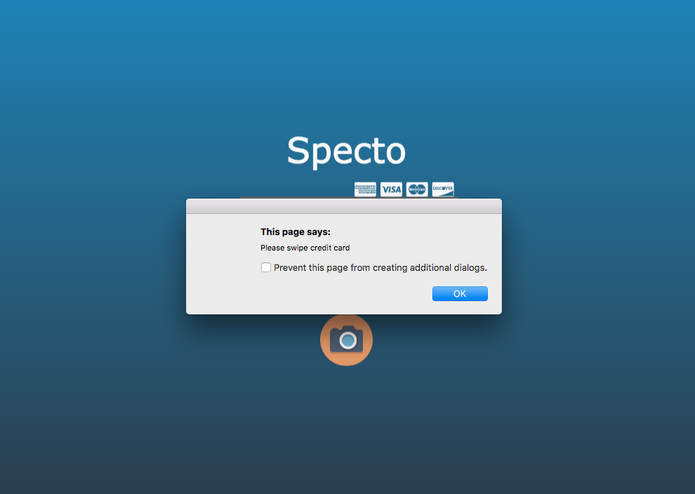 Specto
VISA DISCOVER
This page says:
Please swipe credit card
Prevent this page from creating additional dialogs.
OK